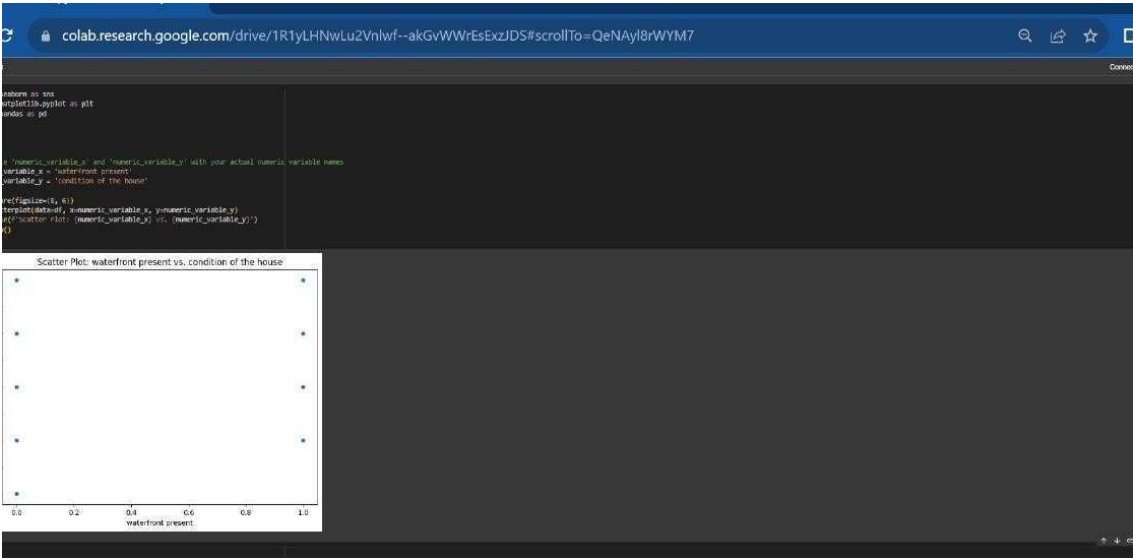 colab.research.google.com/drive/1R1yLHNwLu2Vnlwf--akGvWWrEsExzJDS#scrollTo=QeNAyl8rWYM7
Connec
seaborn as sns
matplotlib.pyplot as plt
pandas as pd
e 'numeric_variable_x' and 'numeric_variable_y' with your actual numeric variable names
variable_x = 'waterfront present'
variable_y = 'condition of the house'
re(figsize=(8, 6))
tterplot(data=df, x=numeric_variable_x, y=numeric_variable_y)
le(f'Scatter Plot: {numeric_variable_x} vs. {numeric_variable_y}')
w()
Scatter Plot: waterfront present vs. condition of the house
0.0 0.2 0.4 0.6 0.8 1.0
waterfront present